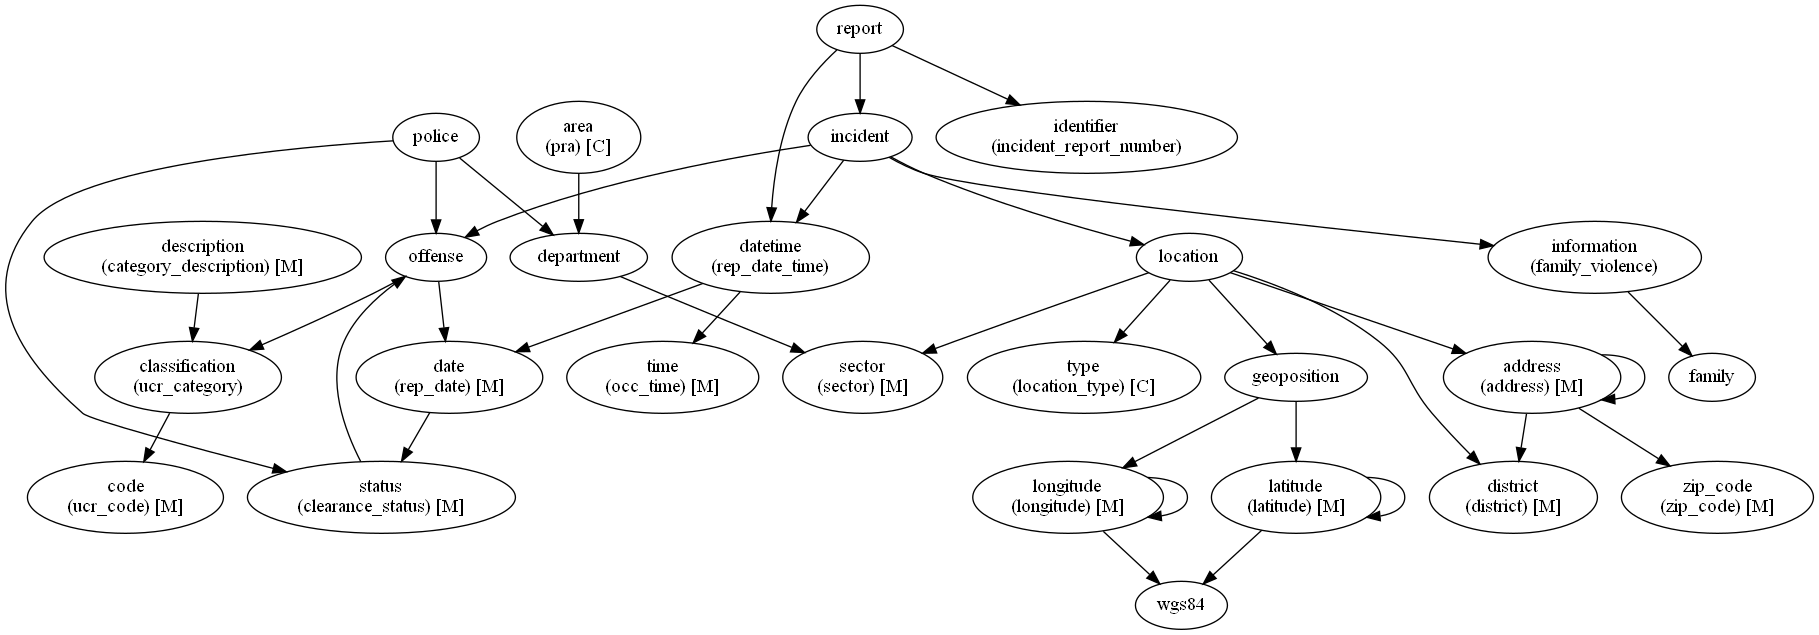 report
police
area
(pra) [C]
incident
identifier
(incident_report_number)
description
(category_description) [M]
offense
department
datetime
(rep_date_time)
location
information
(family_violence)
classification
(ucr_category)
date
(rep_date) [M]
time
(occ_time) [M]
sector
(sector) [M]
type
(location_type) [C]
geoposition
address
(address) [M]
family
code
(ucr_code) [M]
status
(clearance_status) [M]
longitude
(longitude) [M]
latitude
(latitude) [M]
district
(district) [M]
zip_code
(zip_code) [M]
wgs84